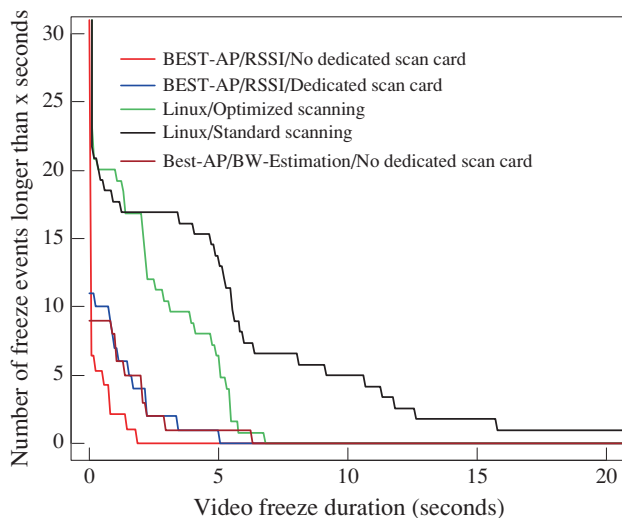 Number of freeze events longer than x seconds
30
25
20
15
10
5
0
BEST-AP/RSSI/No dedicated scan card
BEST-AP/RSSI/Dedicated scan card
Linux/Optimized scanning
Linux/Standard scanning
Best-AP/BW-Estimation/No dedicated scan card
0 5 10 15 20
Video freeze duration (seconds)